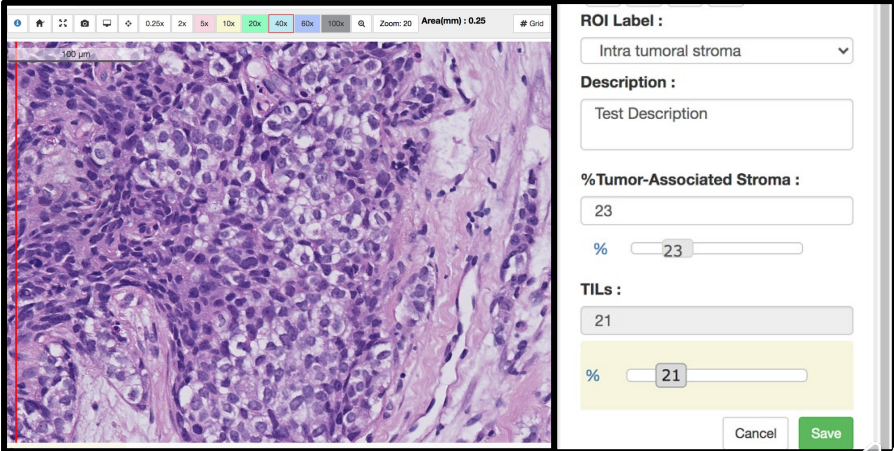 0.25x 2x 5x 10x 20x 40x 60x 100x Zoom: 20 Area(mm) : 0.25 # Grid
100 µm
ROI Label :
Intra tumoral stroma
Description :
Test Description
%Tumor-Associated Stroma :
23
% 23
TILs :
21
% 21
Cancel Save